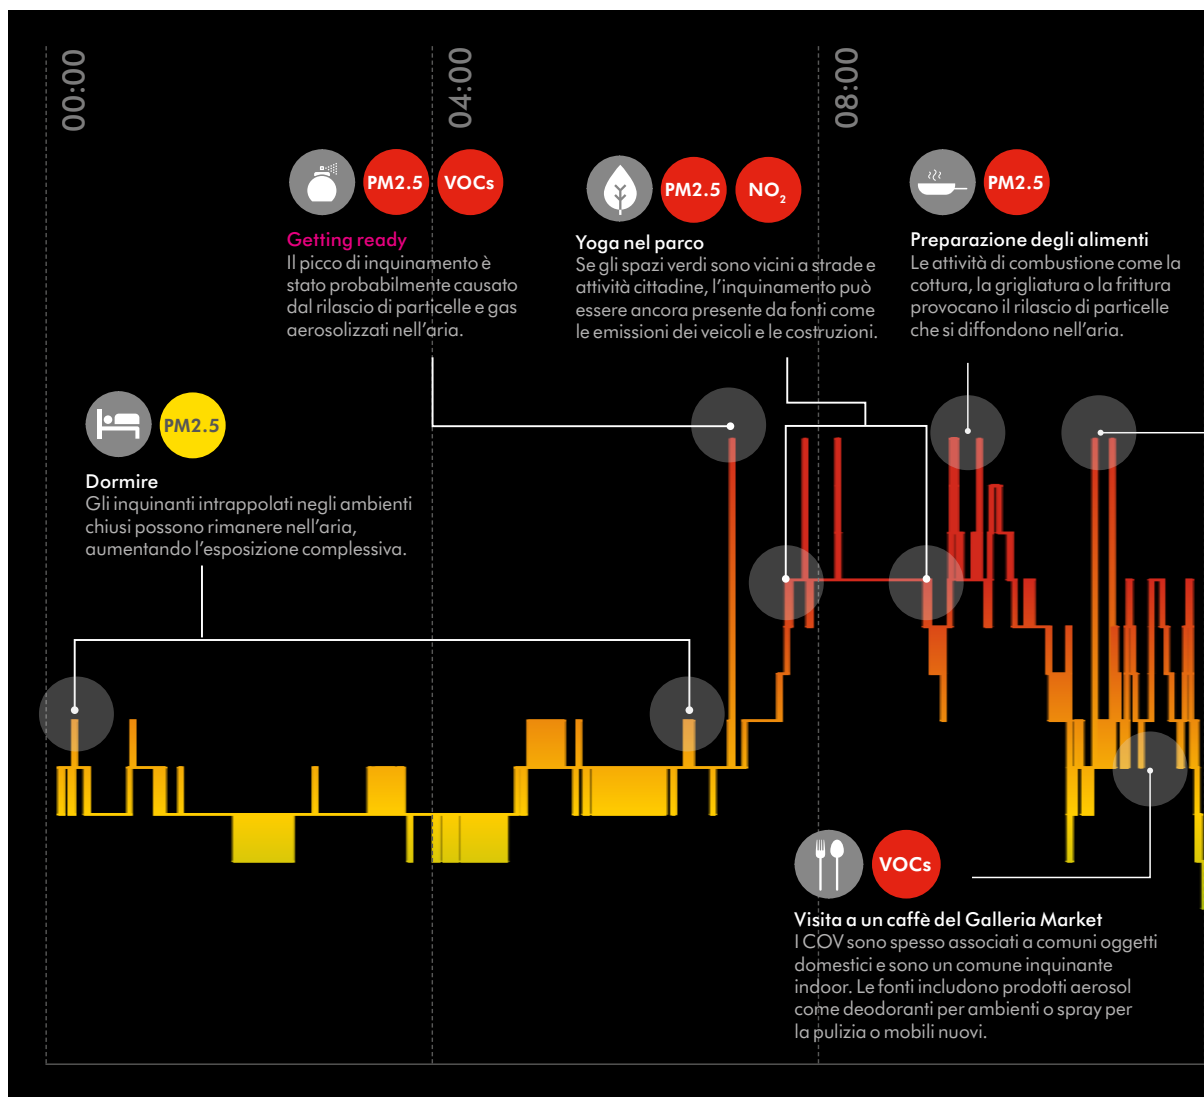 00:00
04:00
08:00
PM2.5
VOCs
Getting ready
Il picco di inquinamento è
stato probabilmente causato
dal rilascio di particelle e gas
aerosolizzati nell'aria.
PM2.5
NO₂
Yoga nel parco
Se gli spazi verdi sono vicini a strade e
attività cittadine, l'inquinamento può
essere ancora presente da fonti come
le emissioni dei veicoli e le costruzioni.
PM2.5
Preparazione degli alimenti
Le attività di combustione come la
cottura, la grigliatura o la frittura
provocano il rilascio di particelle
che si diffondono nell'aria.
PM2.5
Dormire
Gli inquinanti intrappolati negli ambienti
chiusi possono rimanere nell'aria,
aumentando l'esposizione complessiva.
VOCs
Visita a un caffè del Galleria Market
I COV sono spesso associati a comuni oggetti
domestici e sono un comune inquinante
indoor. Le fonti includono prodotti aerosol
come deodoranti per ambienti o spray per
la pulizia o mobili nuovi.